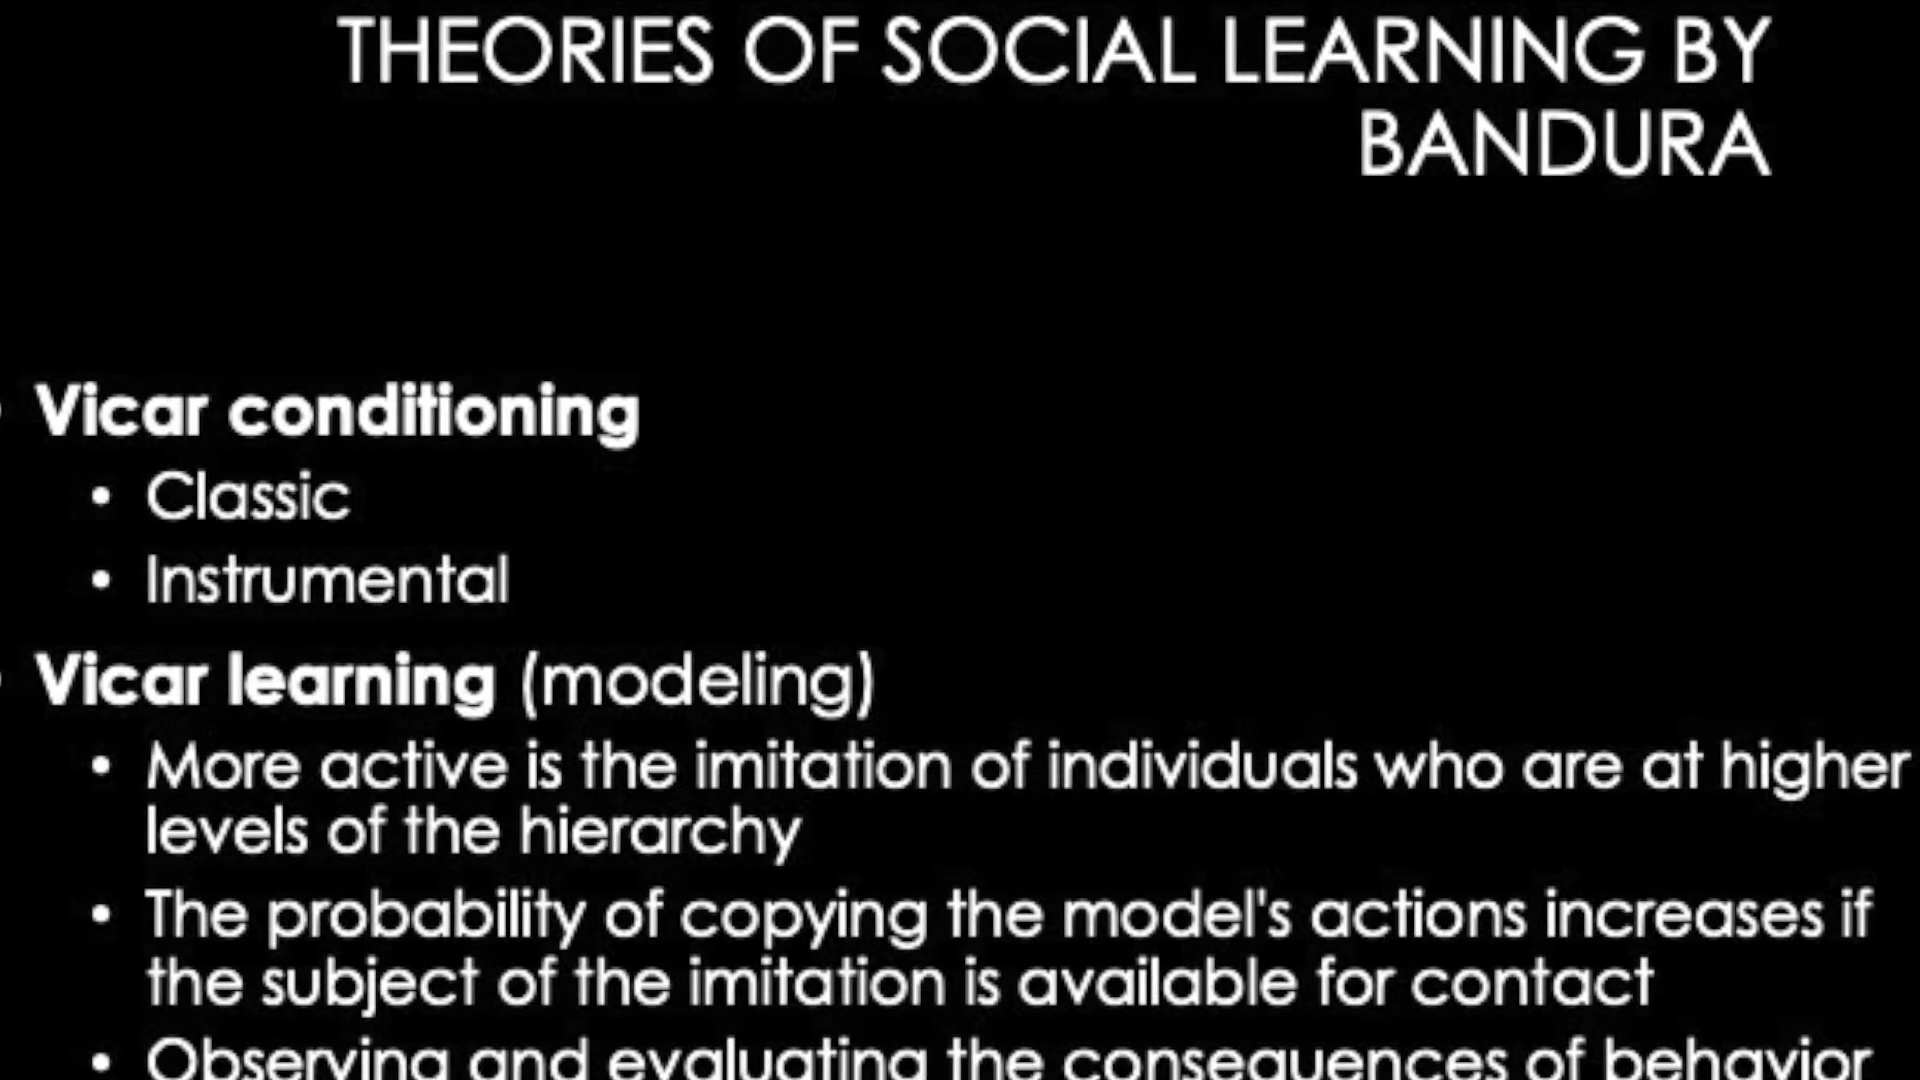 THEORIES OF SOCIAL LEARNING BY
BANDURA
Vicar conditioning
• Classic
• Instrumental
Vicar learning (modeling)
• More active is the imitation of individuals who are at higher
levels of the hierarchy
• The probability of copying the model's actions increases if
the subject of the imitation is available for contact
• Observing and evaluating the consequences of behavior